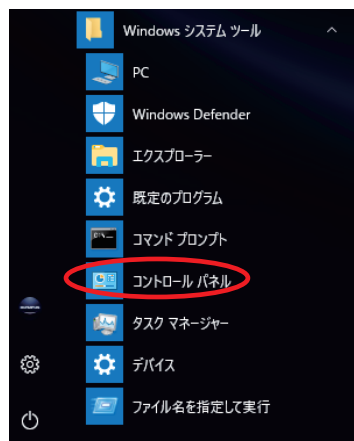 Windows システム ツール
PC
Windows Defender
エクスプローラー
既定のプログラム
コマンド プロンプト
コントロール パネル
タスク マネージャー
デバイス
ファイル名を指定して実行